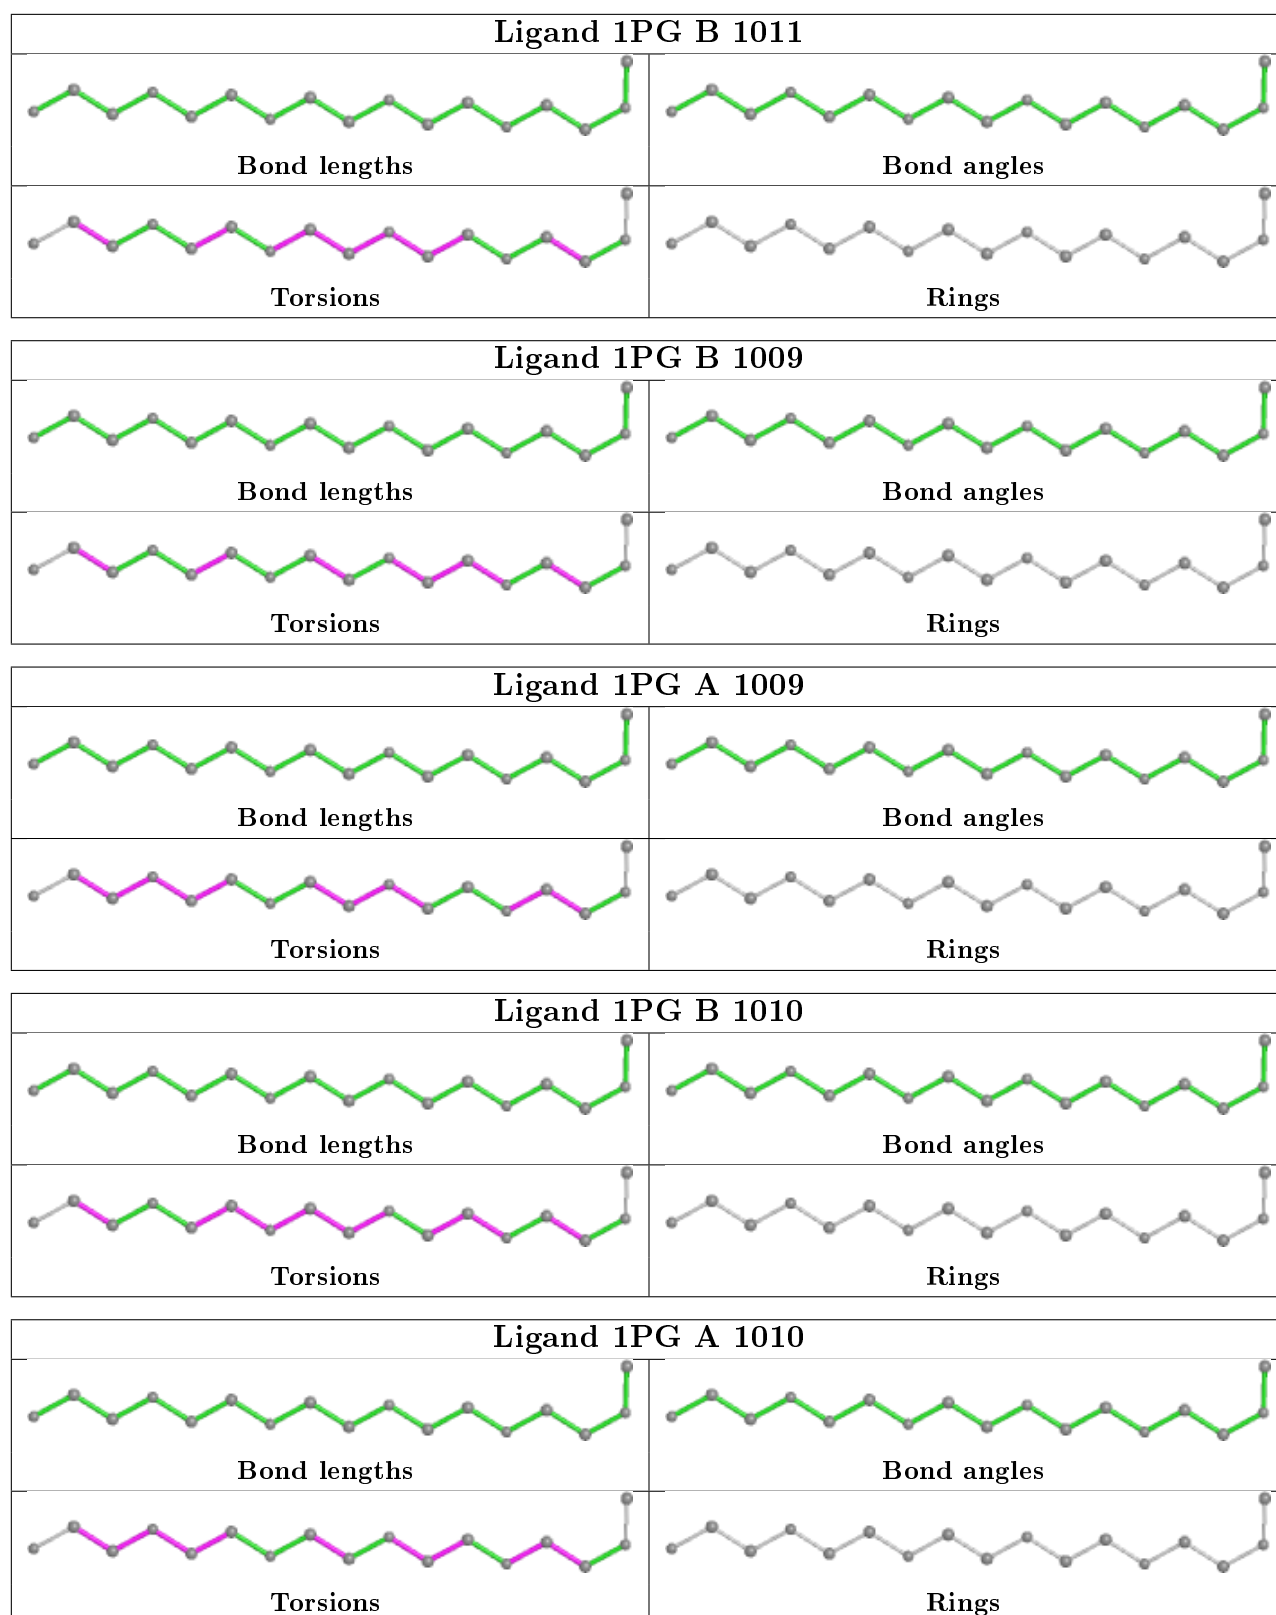 Ligand 1PG B 1011
Bond lengths
Bond angles
Torsions
Rings
Ligand 1PG B 1009
Bond lengths
Bond angles
Torsions
Rings
Ligand 1PG A 1009
Bond lengths
Bond angles
Torsions
Rings
Ligand 1PG B 1010
Bond lengths
Bond angles
Torsions
Rings
Ligand 1PG A 1010
Bond lengths
Bond angles
Torsions
Rings